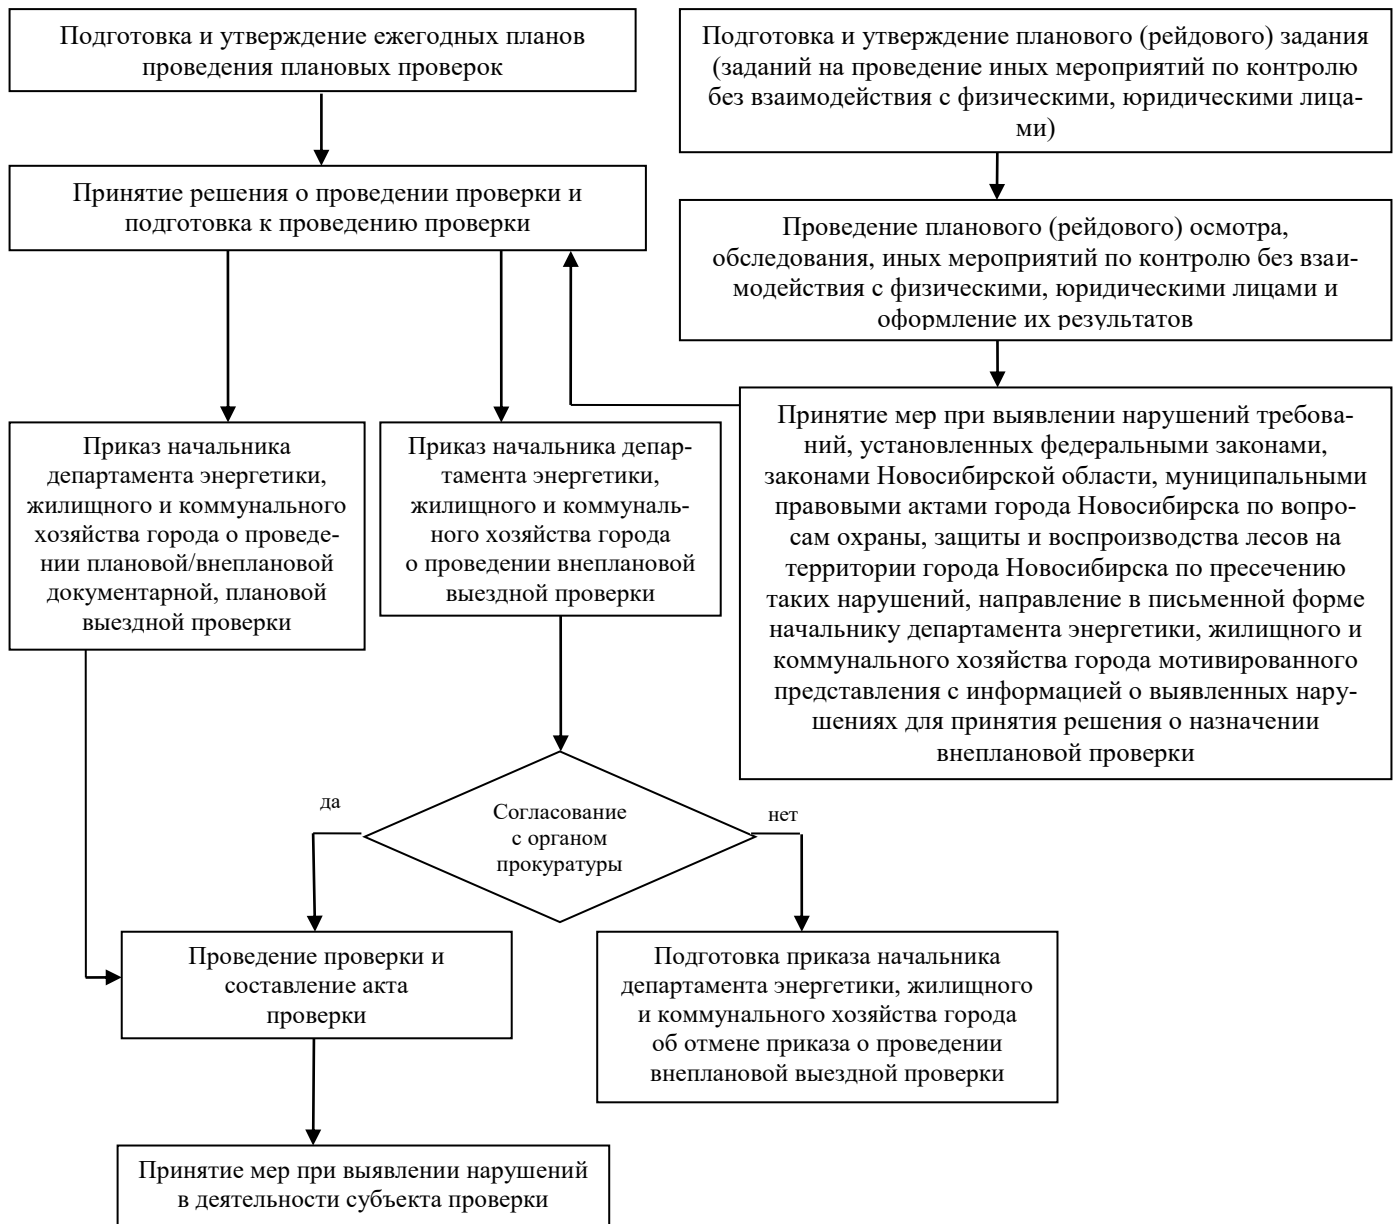 Подготовка и утверждение ежегодных планов
проведения плановых проверок
Подготовка и утверждение планового (рейдового) задания
(заданий на проведение иных мероприятий по контролю
без взаимодействия с физическими, юридическими лица-
ми)
Принятие решения о проведении проверки и
подготовка к проведению проверки
Проведение планового (рейдового) осмотра,
обследования, иных мероприятий по контролю без взаи-
модействия с физическими, юридическими лицами и
оформление их результатов
Приказ начальника
департамента энергетики,
жилищного и коммунального
хозяйства города о проведе-
нии плановой/внеплановой
документарной, плановой
выездной проверки
Приказ начальника депар-
тамента энергетики,
жилищного и коммуналь-
ного хозяйства города
о проведении внеплановой
выездной проверки
Принятие мер при выявлении нарушений требова-
ний, установленных федеральными законами,
законами Новосибирской области, муниципальными
правовыми актами города Новосибирска по вопро-
сам охраны, защиты и воспроизводства лесов на
территории города Новосибирска по пресечению
таких нарушений, направление в письменной форме
начальнику департамента энергетики, жилищного и
коммунального хозяйства города мотивированного
представления с информацией о выявленных нару-
шениях для принятия решения о назначении
внеплановой проверки
да
Согласование
с органом
прокуратуры
нет
Проведение проверки и
составление акта
проверки
Подготовка приказа начальника
департамента энергетики, жилищного
и коммунального хозяйства города
об отмене приказа о проведении
внеплановой выездной проверки
Принятие мер при выявлении нарушений
в деятельности субъекта проверки